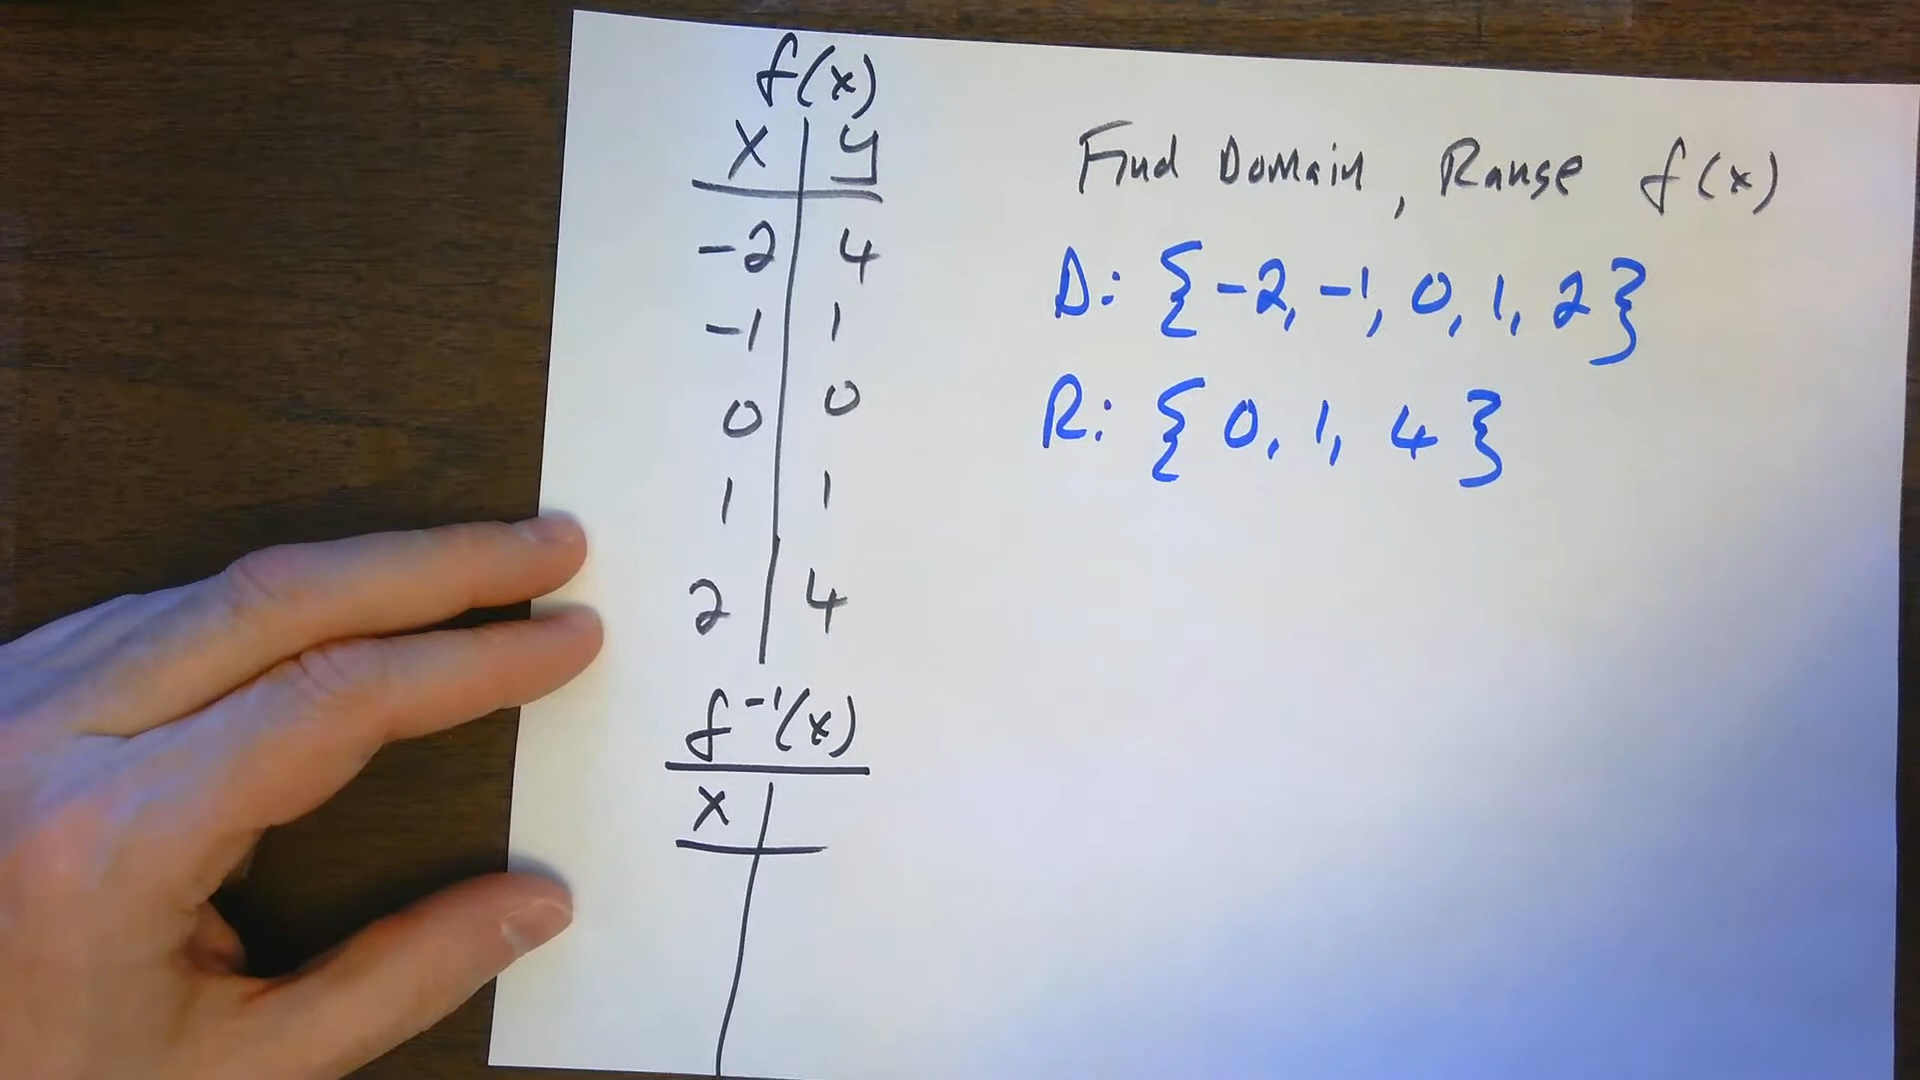 f(x)
x y
-2 4
-1 1
0 0
1 1
2 4
f⁻¹(x)
x
Find Domain, Range f(x)
D: {-2, -1, 0, 1, 2}
R: {0, 1, 4}